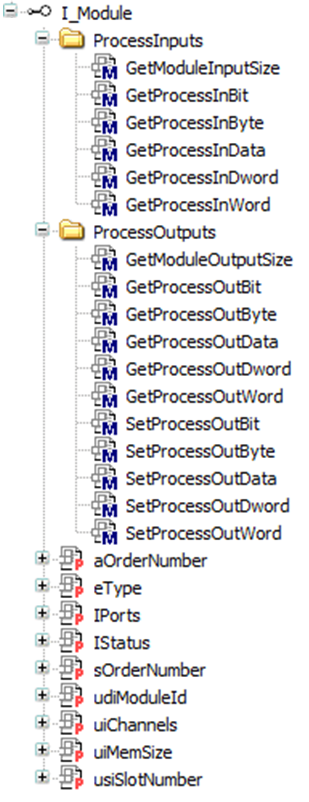 I_Module
ProcessInputs
GetModuleInputSize
GetProcessInBit
GetProcessInByte
GetProcessInData
GetProcessInDword
GetProcessInWord
ProcessOutputs
GetModuleOutputSize
GetProcessOutBit
GetProcessOutByte
GetProcessOutData
GetProcessOutDword
GetProcessOutWord
SetProcessOutBit
SetProcessOutByte
SetProcessOutData
SetProcessOutDword
SetProcessOutWord
aOrderNumber
eType
IPorts
IStatus
sOrderNumber
udiModuleId
uiChannels
uiMemSize
usiSlotNumber